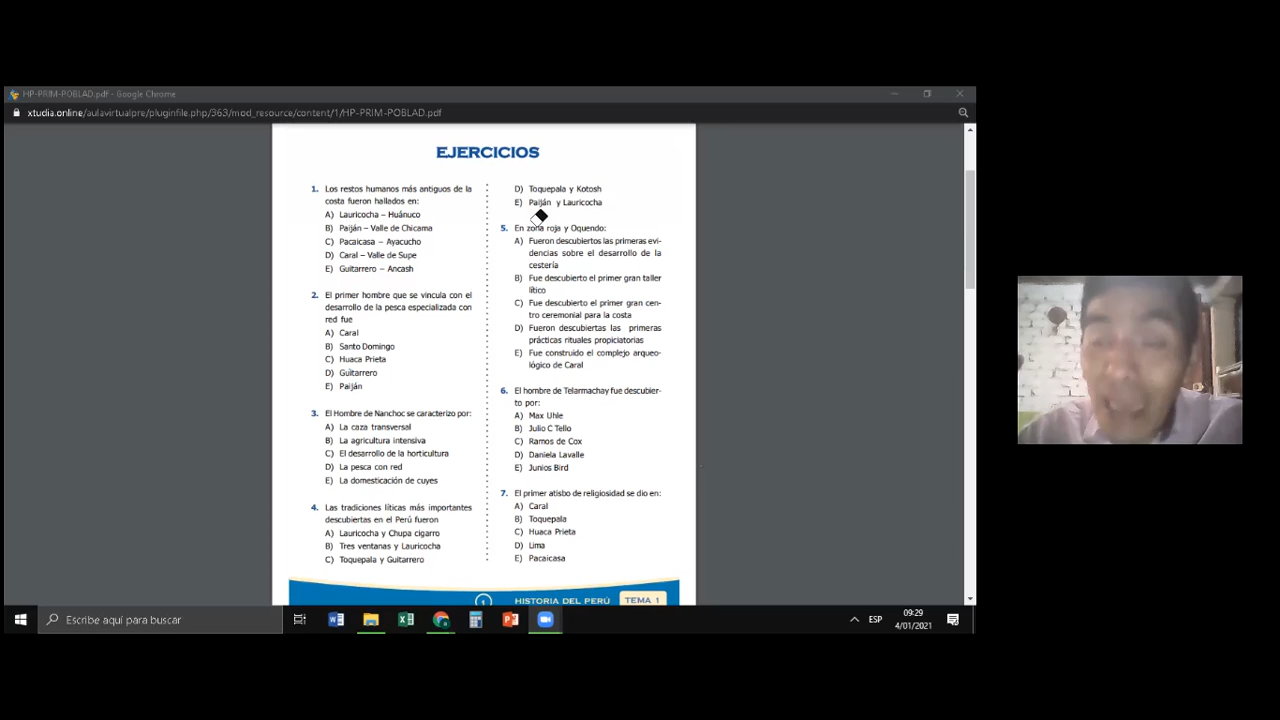 HP-PRIM-POBLAD.pdf - Google Chrome
xtudia.online/aulavirtualpre/pluginfile.php/363/mod_resource/content/1/HP-PRIM-POBLAD.pdf
EJERCICIOS
1. Los restos humanos más antiguos de la
costa fueron hallados en:
A) Lauricocha – Huánuco
B) Paiján – Valle de Chicama
C) Pacaicasa – Ayacucho
D) Caral – Valle de Supe
E) Guitarrero – Ancash
2. El primer hombre que se vincula con el
desarrollo de la pesca especializada con
red fue
A) Caral
B) Santo Domingo
C) Huaca Prieta
D) Guitarrero
E) Paiján
3. El Hombre de Nanchoc se caracterizo por:
A) La caza transversal
B) La agricultura intensiva
C) El desarrollo de la horticultura
D) La pesca con red
E) La domesticación de cuyes
4. Las tradiciones líticas más importantes
descubiertas en el Perú fueron
A) Lauricocha y Chupa cigarro
B) Tres ventanas y Lauricocha
C) Toquepala y Guitarrero
D) Toquepala y Kotosh
E) Paiján y Lauricocha
5. En zona roja y Oquendo:
A) Fueron descubiertos las primeras evi-
dencias sobre el desarrollo de la
cestería
B) Fue descubierto el primer gran taller
lítico
C) Fue descubierto el primer gran cen-
tro ceremonial para la costa
D) Fueron descubiertas las primeras
prácticas rituales propiciatorias
E) Fue construido el complejo arqueo-
lógico de Caral
6. El hombre de Telarmachay fue descubier-
to por:
A) Max Uhle
B) Julio C Tello
C) Ramos de Cox
D) Daniela Lavalle
E) Junios Bird
7. El primer atisbo de religiosidad se dio en:
A) Caral
B) Toquepala
C) Huaca Prieta
D) Lima
E) Pacaicasa
1 HISTORIA DEL PERÚ TEMA 1
Escribe aquí para buscar
ESP
09:29
4/01/2021